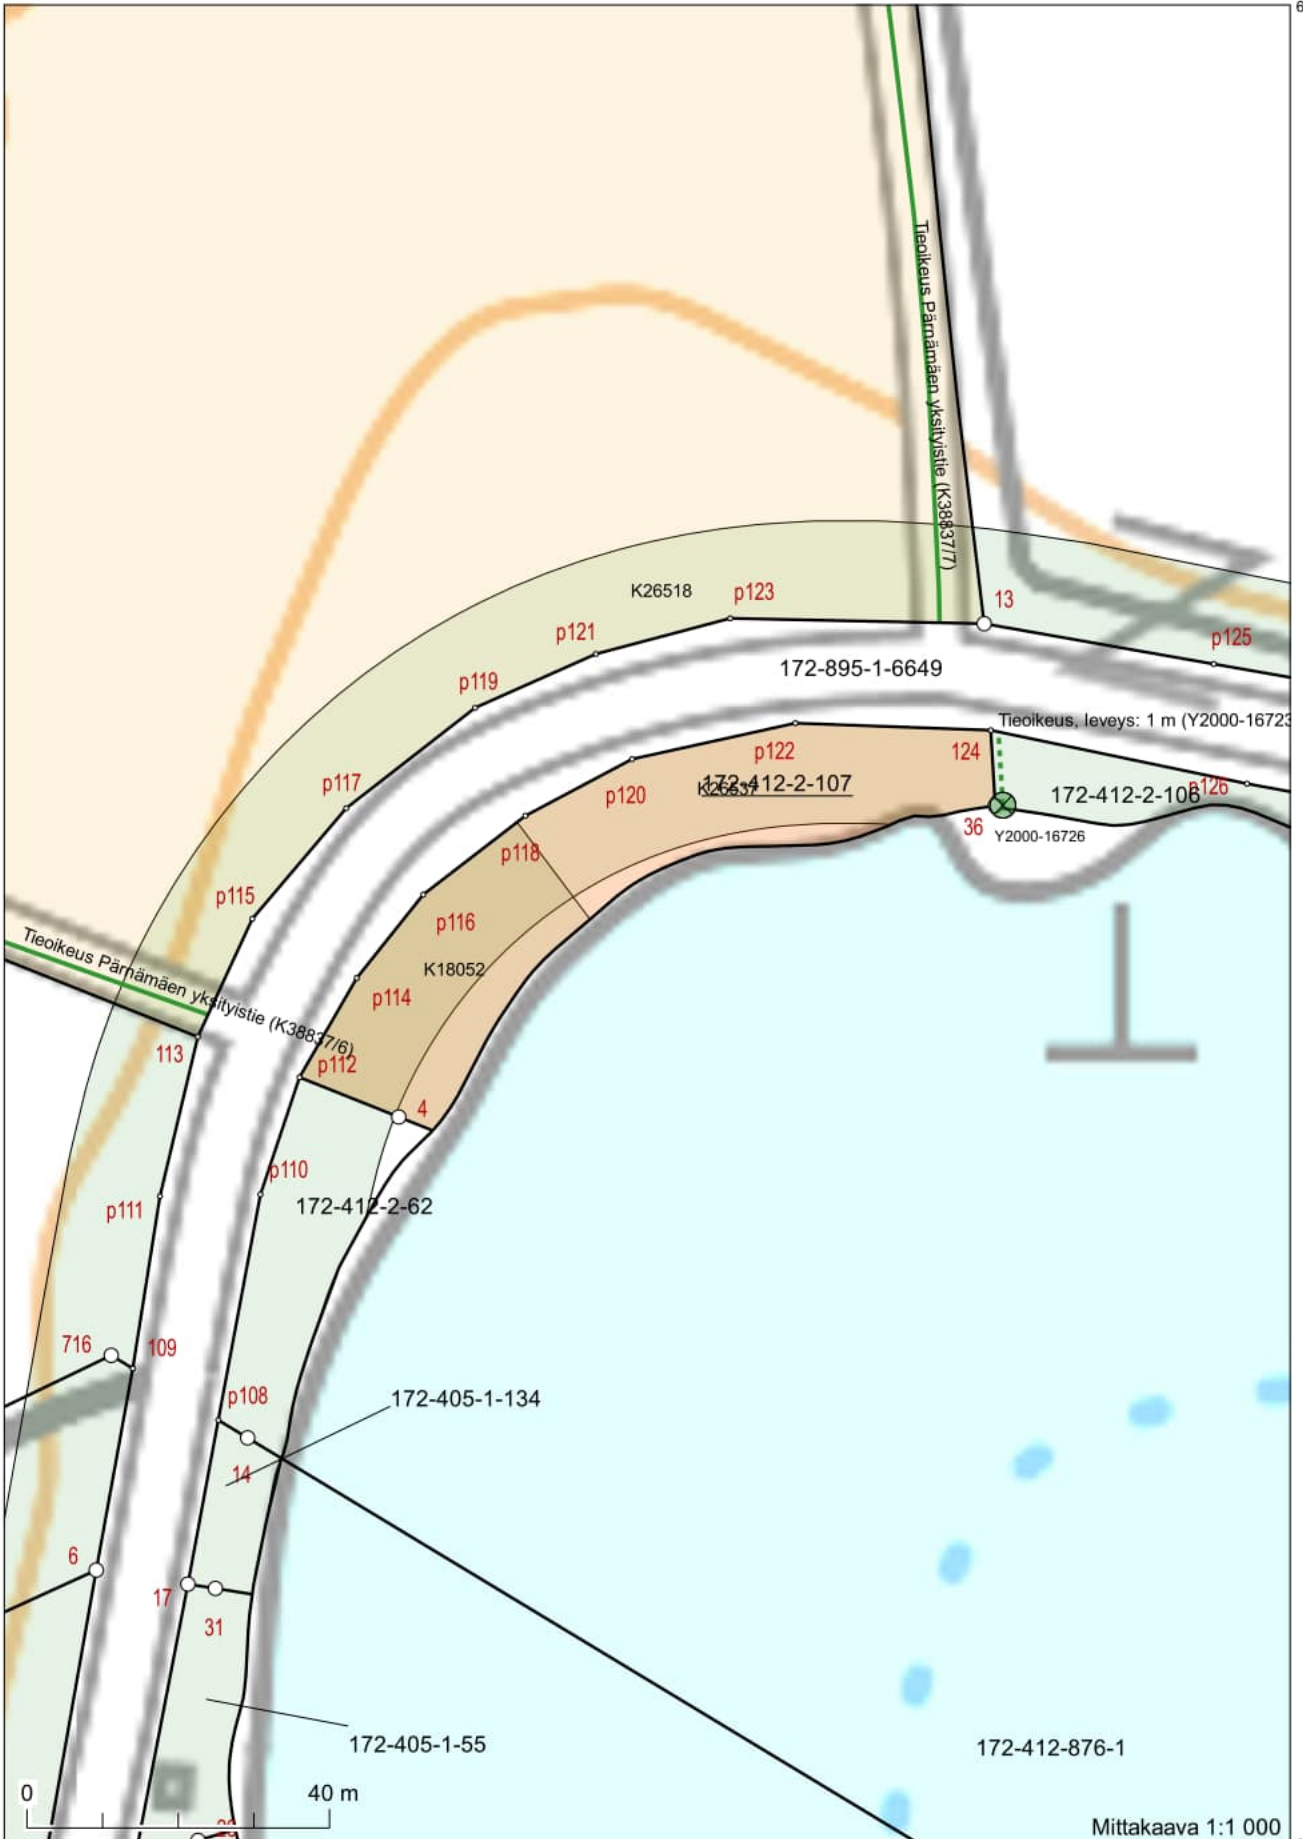 6
Tieoikeus Pärnämäen yksityistie (K38837/7)
K26518
p123
13
p121
p125
172-895-1-6649
p119
Tieoikeus, leveys: 1 m (Y2000-16723
p122
124
p117
172-412-2-107
K26537
p126
p120
172-412-2-106
36
Y2000-16726
p118
p115
p116
Tieoikeus Pärnämäen yksityistie (K38837/6)
K18052
p114
113
p112
4
p110
172-412-2-62
p111
716
109
p108
172-405-1-134
14
6
17
31
172-405-1-55
172-412-876-1
0
40 m
Mittakaava 1:1 000